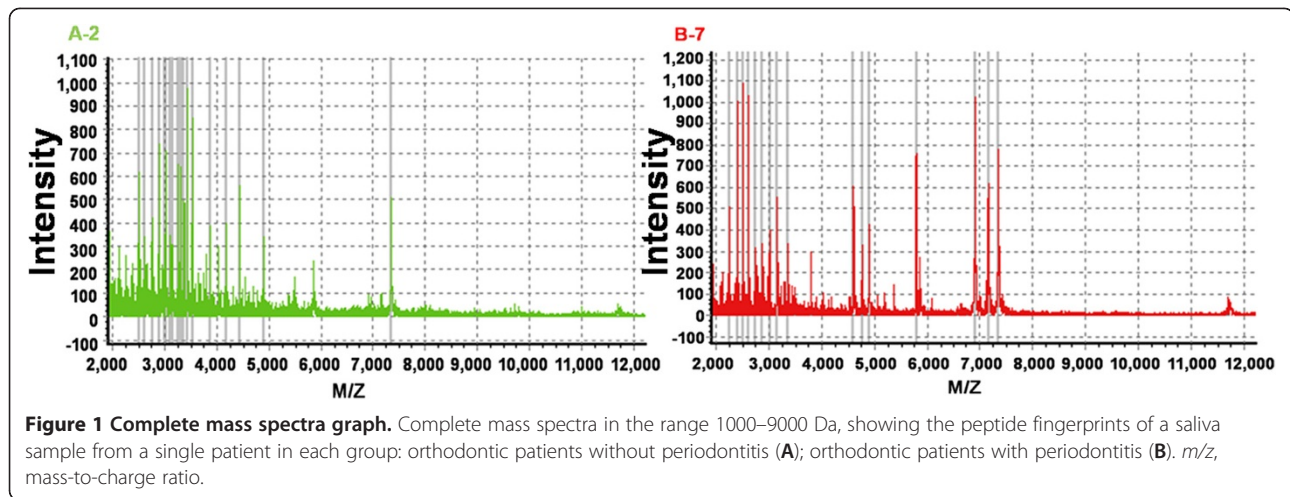 A-2
1,100
1,000
900
800
700
600
500
400
300
200
100
0
-100
Intensity
2,000 3,000 4,000 5,000 6,000 7,000 8,000 9,000 10,000 11,000 12,000
M/Z
B-7
1,200
1,100
1,000
900
800
700
600
500
400
300
200
100
0
-100
Intensity
2,000 3,000 4,000 5,000 6,000 7,000 8,000 9,000 10,000 11,000 12,000
M/Z
Figure 1 Complete mass spectra graph. Complete mass spectra in the range 1000–9000 Da, showing the peptide fingerprints of a saliva
sample from a single patient in each group: orthodontic patients without periodontitis (A); orthodontic patients with periodontitis (B). m/z,
mass-to-charge ratio.